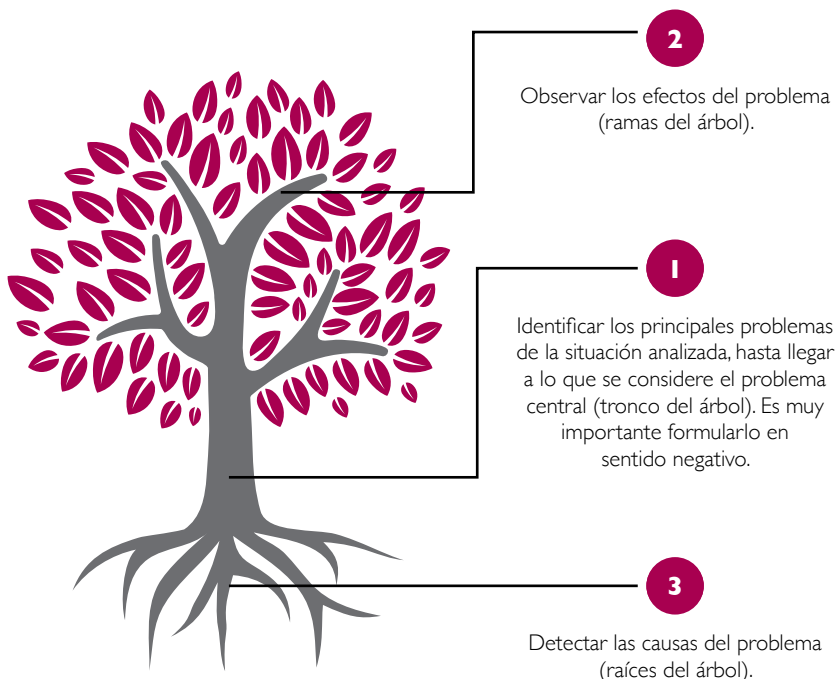 2
Observar los efectos del problema
(ramas del árbol).
1
Identificar los principales problemas
de la situación analizada, hasta llegar
a lo que se considere el problema
central (tronco del árbol). Es muy
importante formularlo en
sentido negativo.
3
Detectar las causas del problema
(raíces del árbol).